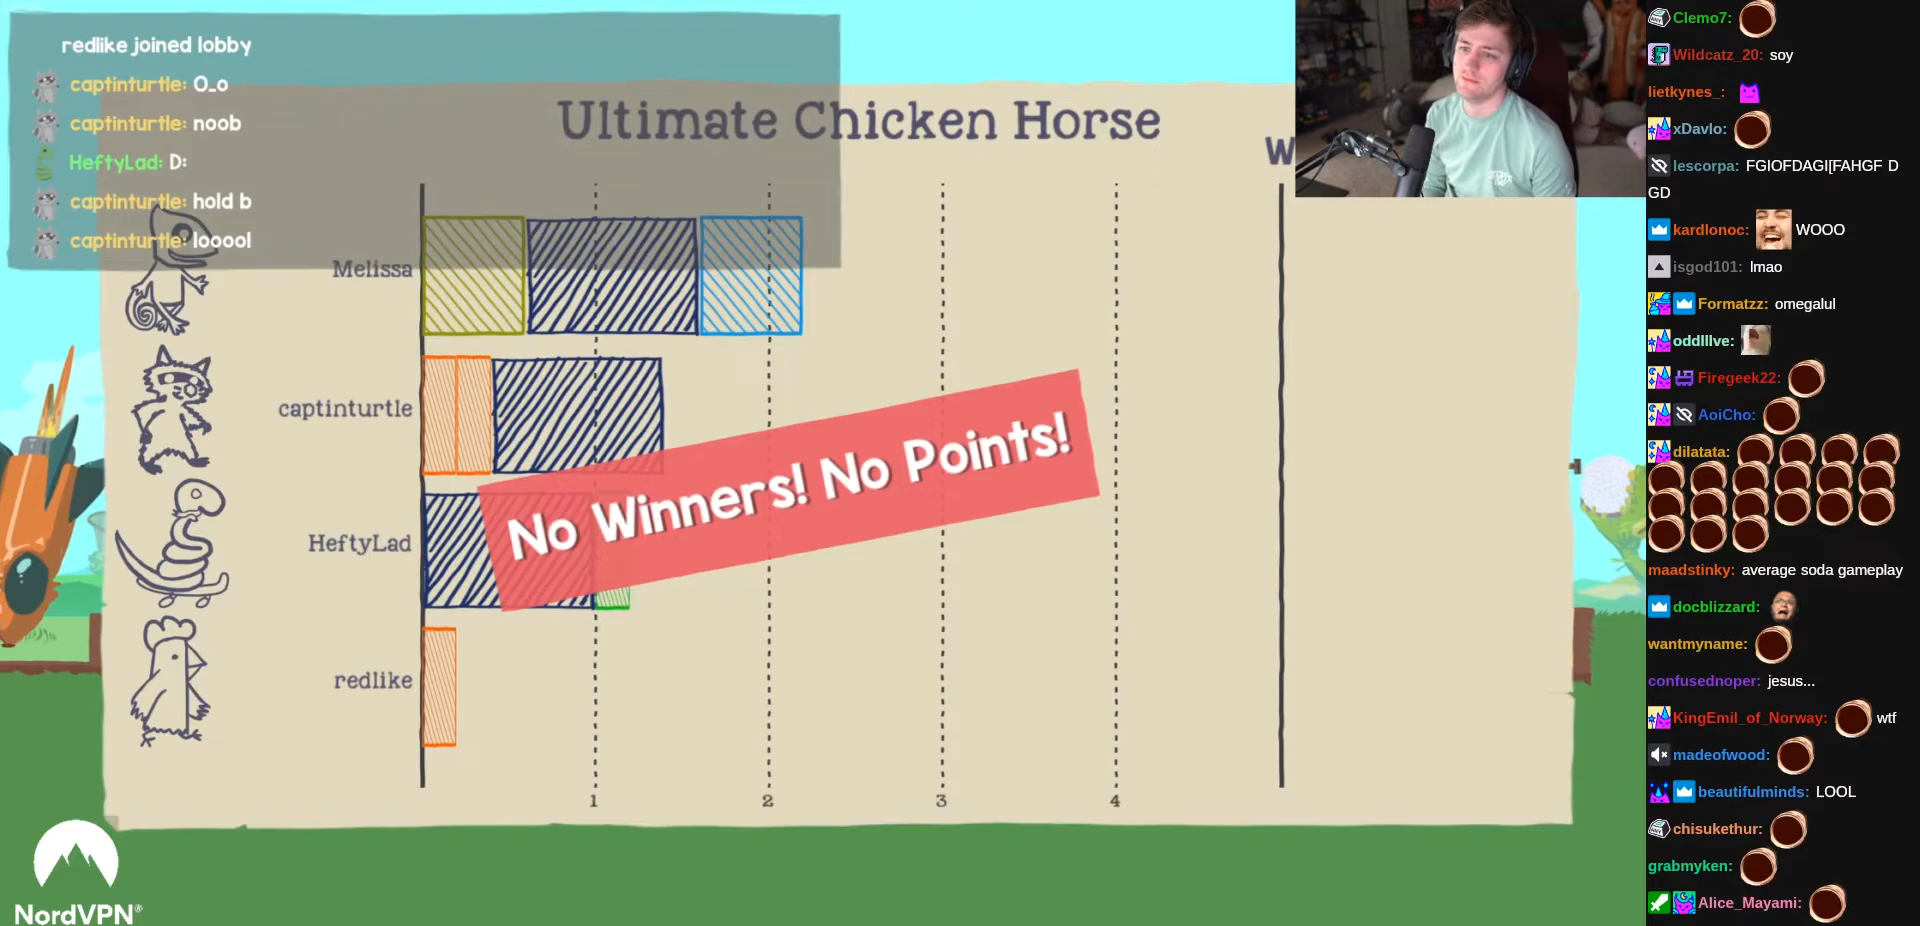 redlike joined lobby
captinturtle: O_o
captinturtle: noob
HeftyLad: D:
captinturtle: hold b
captinturtle: looool
Ultimate Chicken Horse
W
Melissa
captinturtle
HeftyLad
redlike
No Winners! No Points!
1 2 3 4
NordVPN®
Clemo7:
Wildcatz_20: soy
lietkynes_:
xDavlo:
lescorpa: FGIOFDAGI[FAHGF D
GD
kardlonoc: WOOO
isgod101: lmao
Formatzz: omegalul
oddlllve:
Firegeek22:
AoiCho:
dilatata:
maadstinky: average soda gameplay
docblizzard:
wantmyname:
confusednoper: jesus...
KingEmil_of_Norway: wtf
madeofwood:
beautifulminds: LOOL
chisukethur:
grabmyken:
Alice_Mayami: